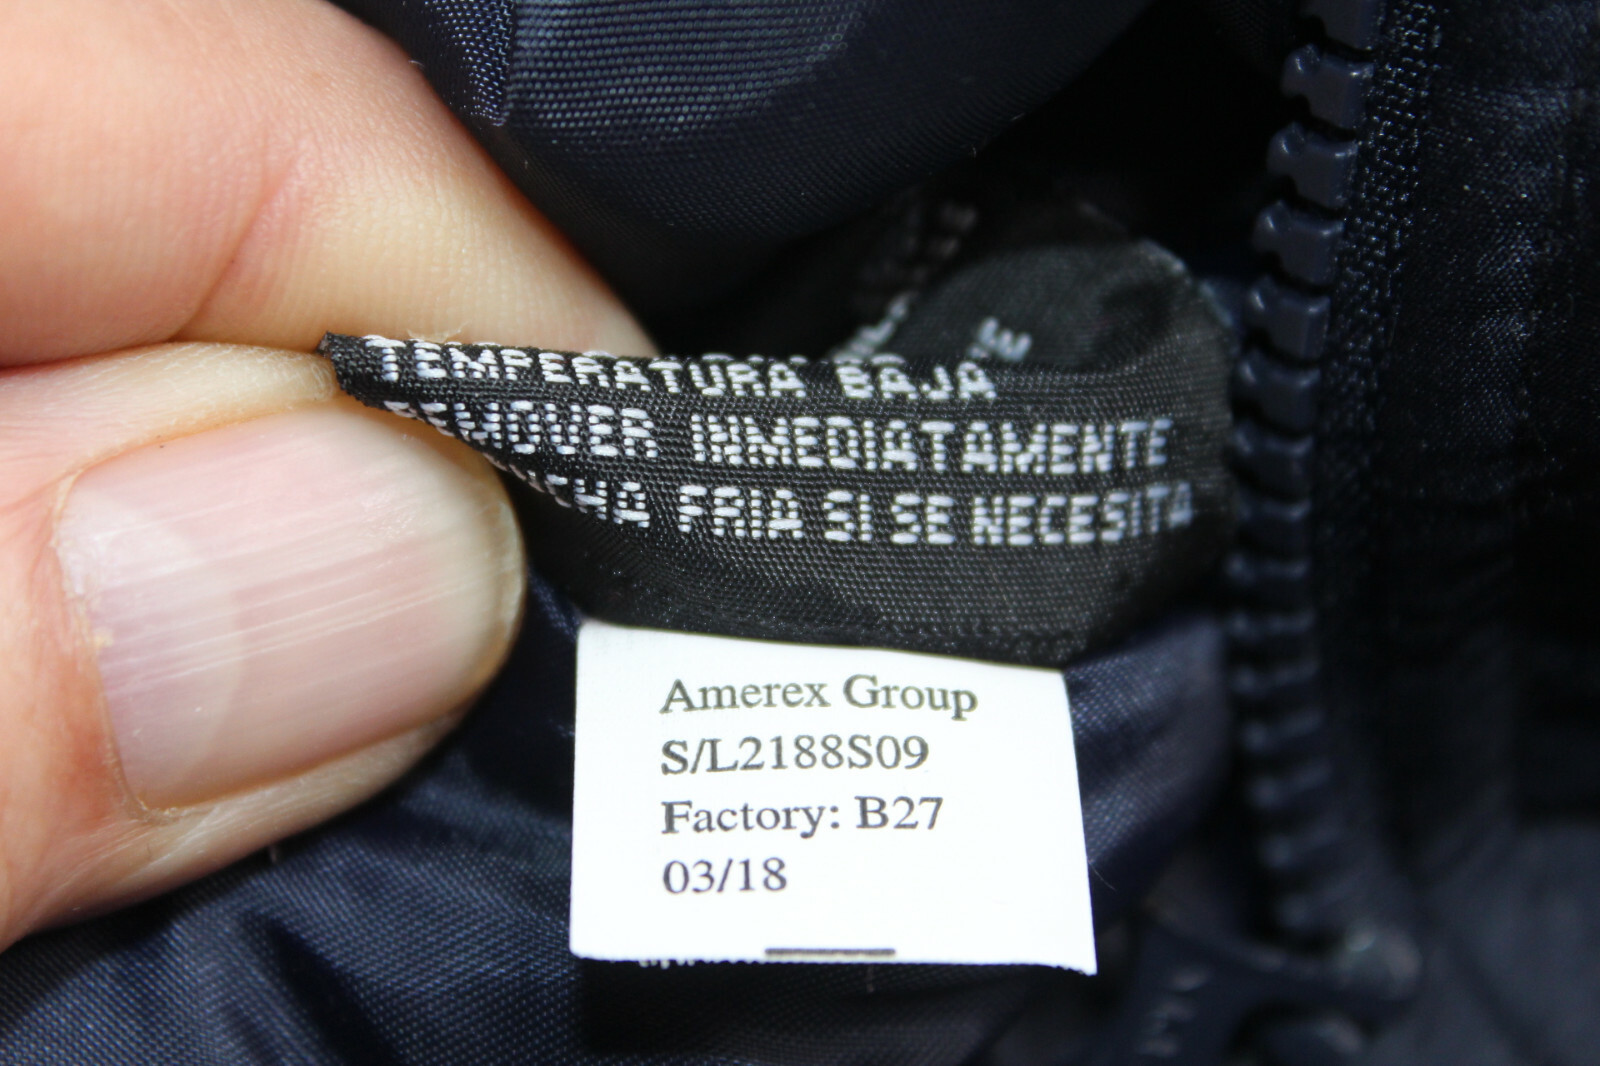 TEMPERATURA BAJA
REMOVER INMEDIATAMENTE
FRIA SI SE NECESITA
Amerex Group
S/L2188S09
Factory: B27
03/18